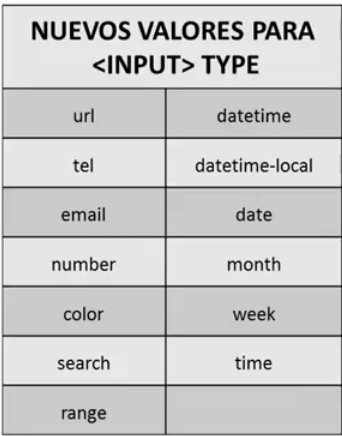 NUEVOS VALORES PARA
<INPUT> TYPE
url datetime
tel datetime-local
email date
number month
color week
search time
range